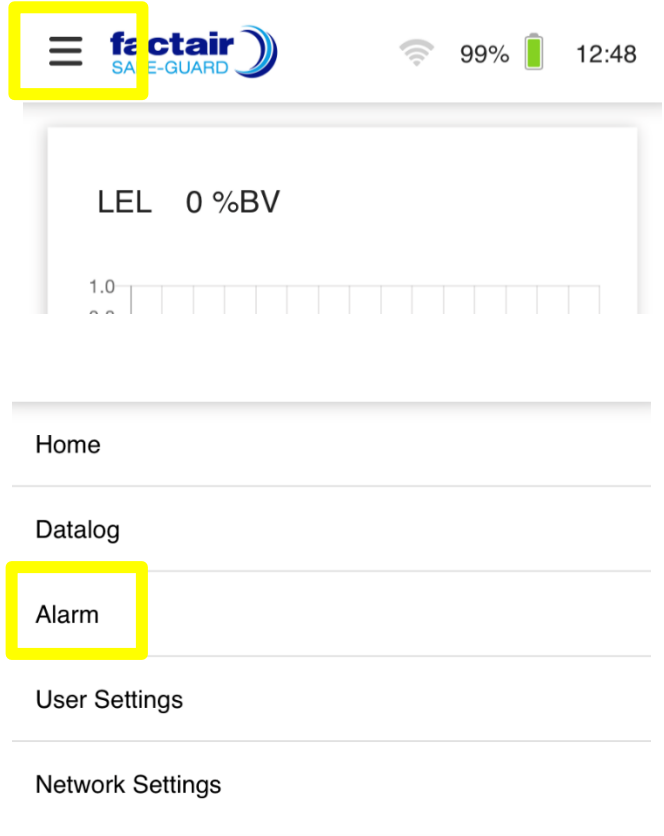 factair
SAFE-GUARD
99%
12:48
LEL 0 %BV
1.0
Home
Datalog
Alarm
User Settings
Network Settings